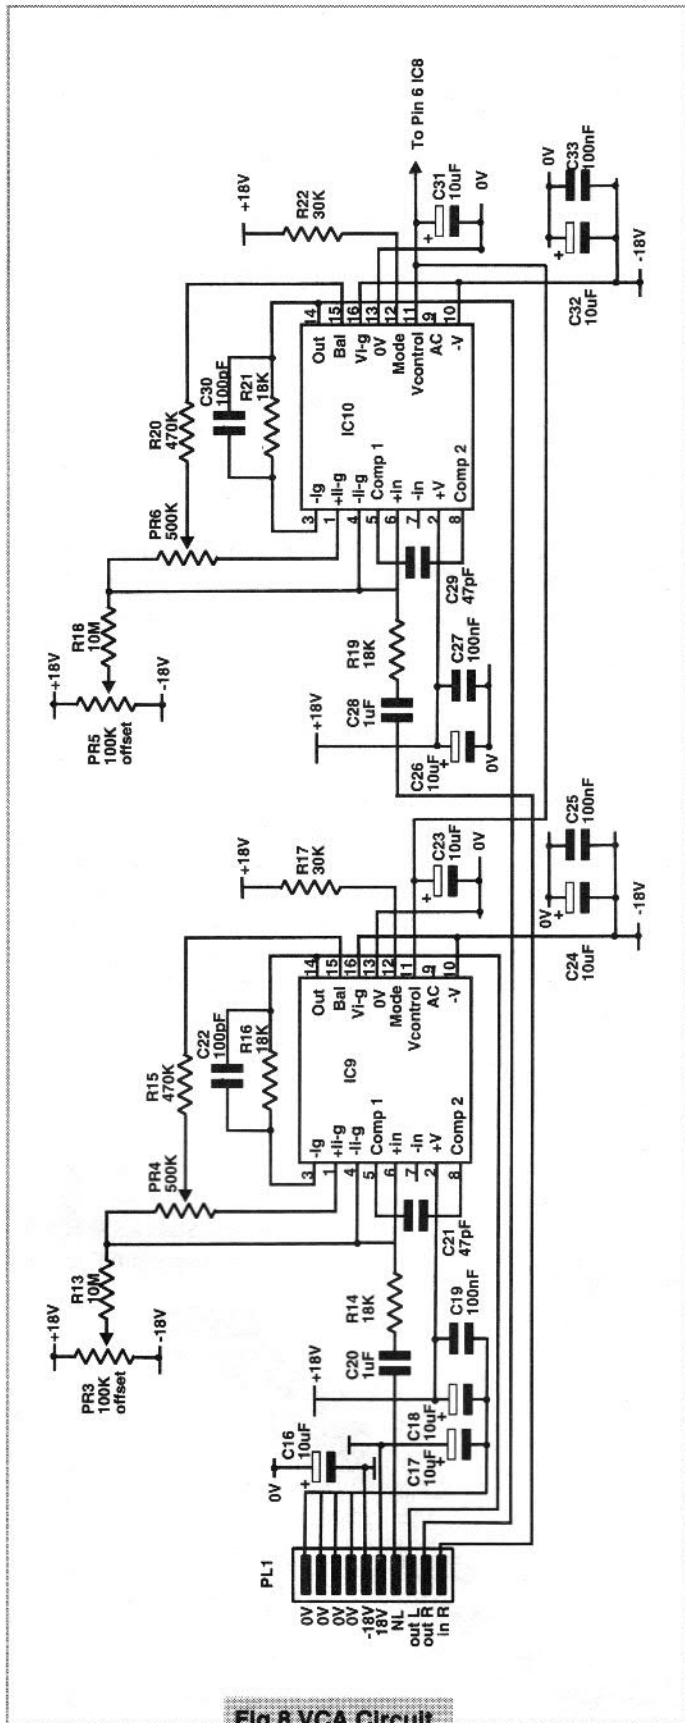 To Pin 6 IC8
+18V
R22
30K
C31
10uF
0V
0V
C33
100nF
-18V
C32
10uF
R20
470K
C30
100pF
R21
18K
PR6
500K
R18
10M
+18V
-18V
PR5
100K
offset
14
15
16
13
12
11
9
10
Out
Bal
Vi-g
0V
Mode
Vcontrol
AC
-V
IC10
-Ig
+Ii-g
-Ii-g
Comp 1
+in
-in
+V
Comp 2
3
1
4
5
6
7
2
8
C29
47pF
R19
18K
C28
1uF
C27
100nF
+18V
C26
10uF
0V
+18V
R17
30K
C23
10uF
0V
0V
C25
100nF
-18V
C24
10uF
R15
470K
C22
100pF
R16
18K
PR4
500K
R13
10M
+18V
-18V
PR3
100K
offset
14
15
16
13
12
11
9
10
Out
Bal
Vi-g
0V
Mode
Vcontrol
AC
-V
IC9
-Ig
+Ii-g
-Ii-g
Comp 1
+in
-in
+V
Comp 2
3
1
4
5
6
7
2
8
C21
47pF
R14
18K
C20
1uF
C19
100nF
+18V
C18
10uF
C17
10uF
C16
10uF
0V
PL1
0V
0V
0V
0V
-18V
18V
NL
out L
out R
in R
Fig.8 VCA Circuit